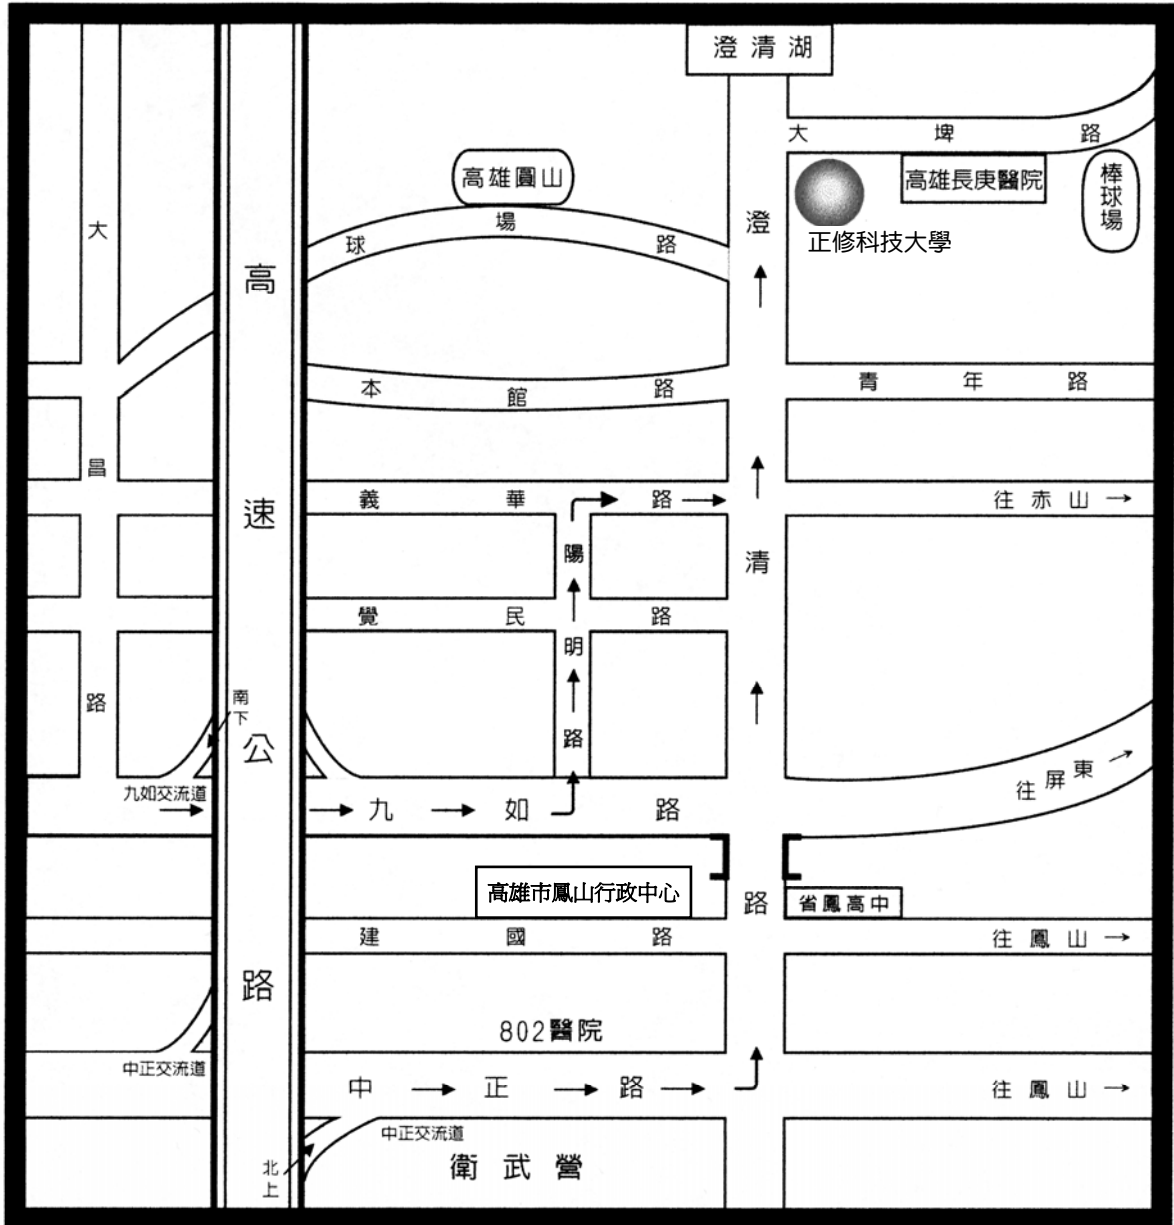 澄清湖
大埤路
高雄圓山
高雄長庚醫院
棒球場
正修科技大學
球場路
大昌路
高速公路
澄清路
本館路
青年路
義華路
往赤山
陽明路
覺民路
南下
九如交流道
九如路
往屏東
高雄市鳳山行政中心
省鳳高中
建國路
往鳳山
802醫院
中正交流道
中正路
往鳳山
中正交流道
北上
衛武營